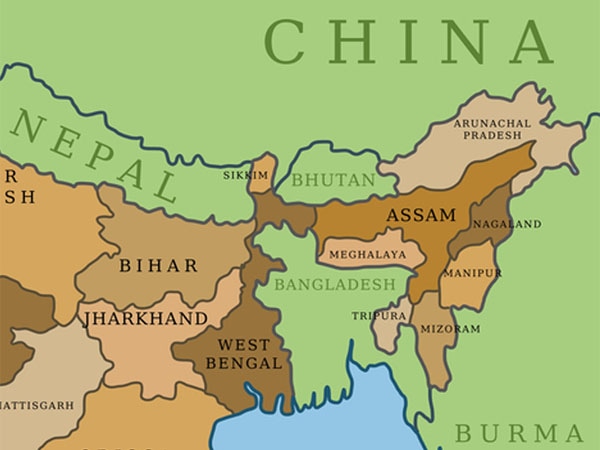 CHINA
NEPAL
ARUNACHAL
PRADESH
R
SH
SIKKIM
BHUTAN
ASSAM
NAGALAND
MEGHALAYA
BIHAR
MANIPUR
BANGLADESH
JHARKHAND
TRIPURA
MIZORAM
WEST
BENGAL
HATTISGARH
BURMA